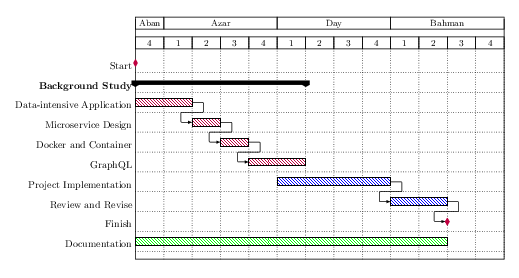 Aban Azar Day Bahman
4 1 2 3 4 1 2 3 4 1 2 3 4
Start
Background Study
Data-intensive Application
Microservice Design
Docker and Container
GraphQL
Project Implementation
Review and Revise
Finish
Documentation